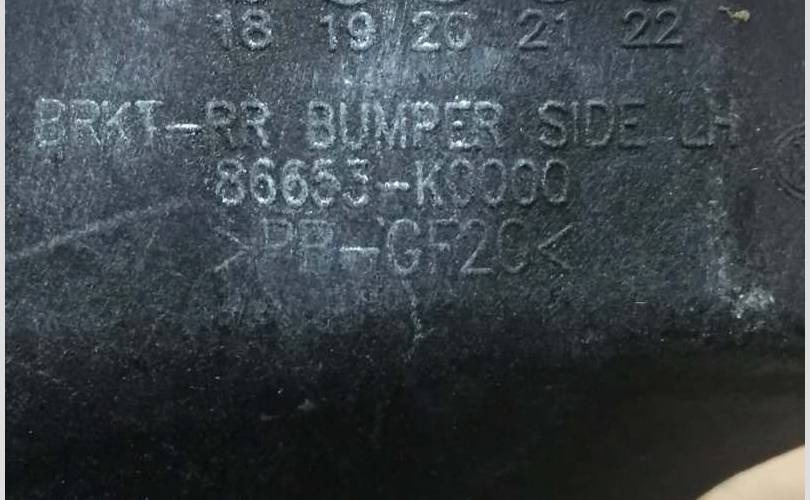 18 19 20 21 22
BRKT-RR BUMPER SIDE LH
86653-K0000
>PP-GF20<